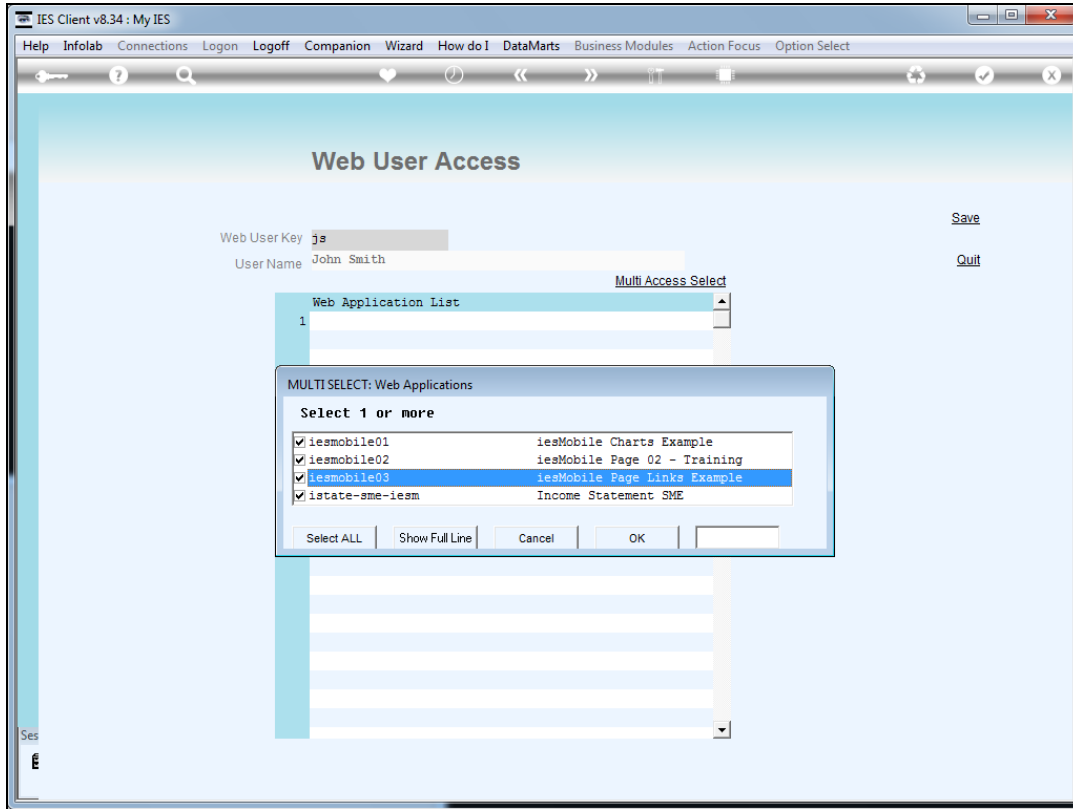 IES Client v8.34 : My IES
Help Infolab Connections Logon Logoff Companion Wizard How do I DataMarts Business Modules Action Focus Option Select
Web User Access
Save
Web User Key js
User Name John Smith
Quit
Multi Access Select
Web Application List
1
MULTI SELECT: Web Applications
Select 1 or more
iesmobile01 iesMobile Charts Example
iesmobile02 iesMobile Page 02 - Training
iesmobile03 iesMobile Page Links Example
istate-sme-iesm Income Statement SME
Select ALL Show Full Line Cancel OK
Ses